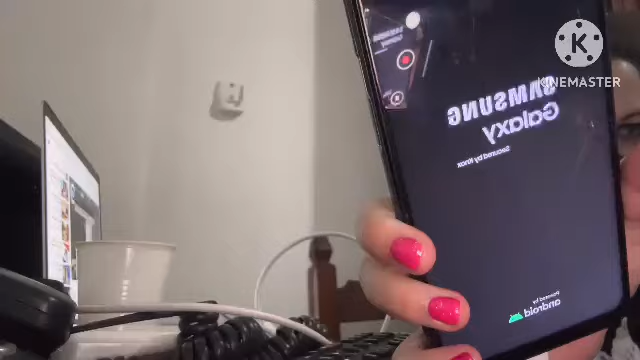 SAMSUNG
Galaxy
Secured by Knox
Powered by
android
K
KINEMASTER